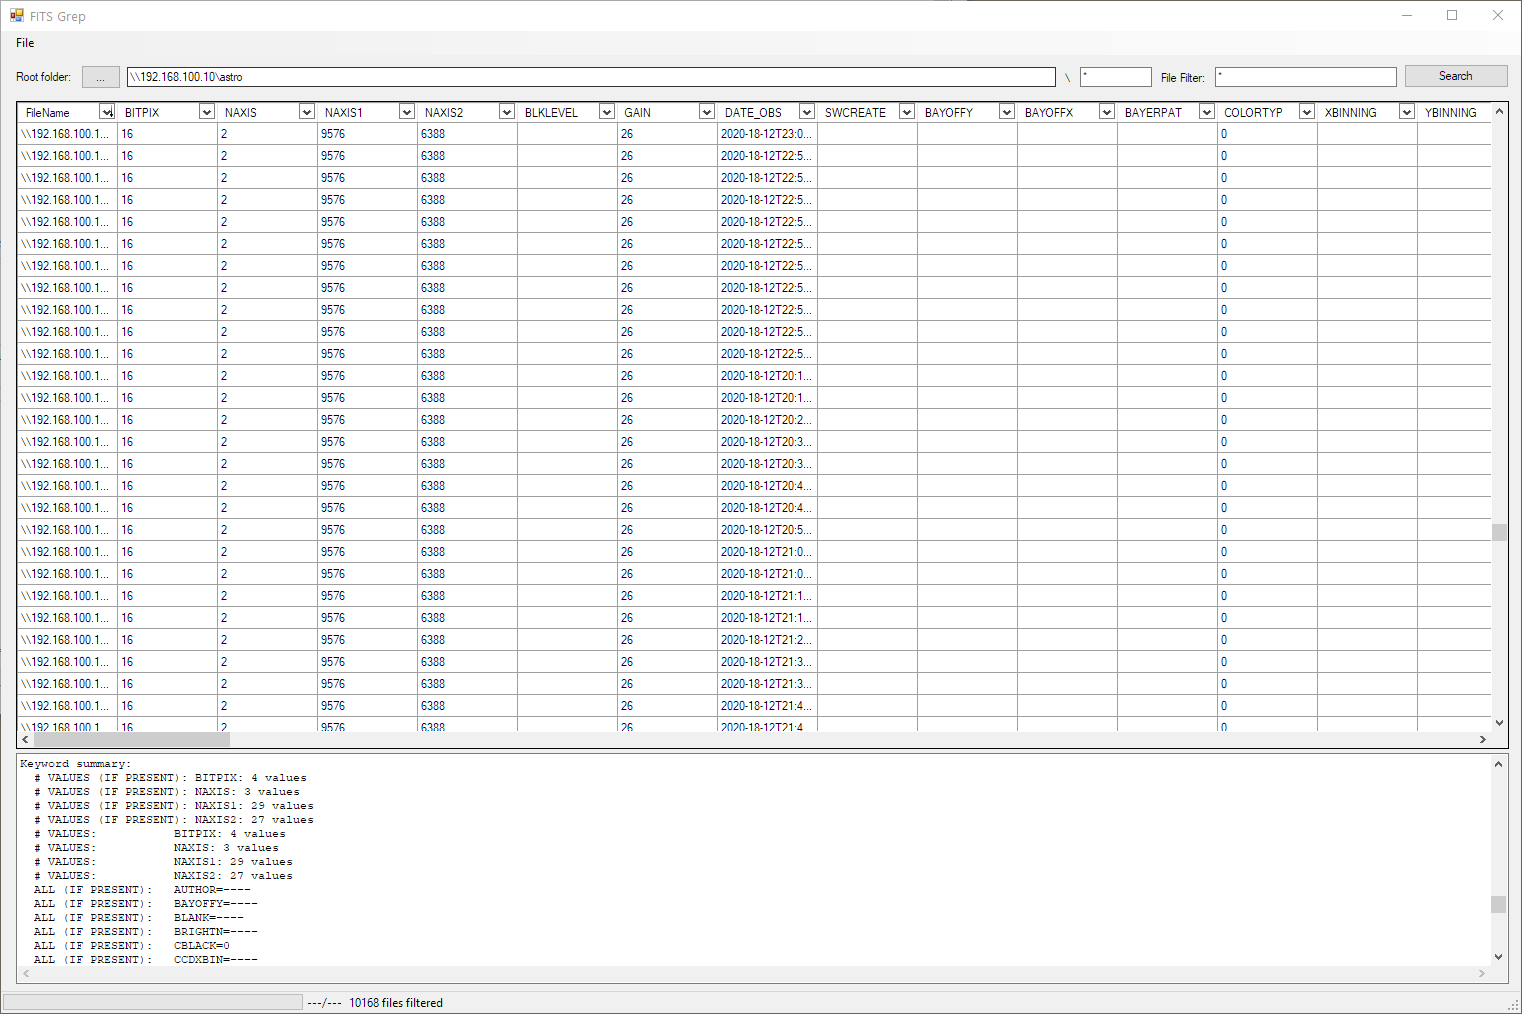 FITS Grep
File
Root folder: ... \\192.168.100.10\astro \ * File Filter: * Search
FileName BITPIX NAXIS NAXIS1 NAXIS2 BLKLEVEL GAIN DATE_OBS SWCREATE BAYOFFY BAYOFFX BAYERPAT COLORTYP XBINNING YBINNING
\\192.168.100.1... 16 2 9576 6388 26 2020-18-12T23:0... 0
\\192.168.100.1... 16 2 9576 6388 26 2020-18-12T22:5... 0
\\192.168.100.1... 16 2 9576 6388 26 2020-18-12T22:5... 0
\\192.168.100.1... 16 2 9576 6388 26 2020-18-12T22:5... 0
\\192.168.100.1... 16 2 9576 6388 26 2020-18-12T22:5... 0
\\192.168.100.1... 16 2 9576 6388 26 2020-18-12T22:5... 0
\\192.168.100.1... 16 2 9576 6388 26 2020-18-12T22:5... 0
\\192.168.100.1... 16 2 9576 6388 26 2020-18-12T22:5... 0
\\192.168.100.1... 16 2 9576 6388 26 2020-18-12T22:5... 0
\\192.168.100.1... 16 2 9576 6388 26 2020-18-12T22:5... 0
\\192.168.100.1... 16 2 9576 6388 26 2020-18-12T22:5... 0
\\192.168.100.1... 16 2 9576 6388 26 2020-18-12T20:1... 0
\\192.168.100.1... 16 2 9576 6388 26 2020-18-12T20:1... 0
\\192.168.100.1... 16 2 9576 6388 26 2020-18-12T20:2... 0
\\192.168.100.1... 16 2 9576 6388 26 2020-18-12T20:3... 0
\\192.168.100.1... 16 2 9576 6388 26 2020-18-12T20:3... 0
\\192.168.100.1... 16 2 9576 6388 26 2020-18-12T20:4... 0
\\192.168.100.1... 16 2 9576 6388 26 2020-18-12T20:4... 0
\\192.168.100.1... 16 2 9576 6388 26 2020-18-12T20:5... 0
\\192.168.100.1... 16 2 9576 6388 26 2020-18-12T21:0... 0
\\192.168.100.1... 16 2 9576 6388 26 2020-18-12T21:0... 0
\\192.168.100.1... 16 2 9576 6388 26 2020-18-12T21:1... 0
\\192.168.100.1... 16 2 9576 6388 26 2020-18-12T21:1... 0
\\192.168.100.1... 16 2 9576 6388 26 2020-18-12T21:2... 0
\\192.168.100.1... 16 2 9576 6388 26 2020-18-12T21:3... 0
\\192.168.100.1... 16 2 9576 6388 26 2020-18-12T21:3... 0
\\192.168.100.1... 16 2 9576 6388 26 2020-18-12T21:4... 0
\\192.168.100.1 16 2 9576 6388 26 2020-18-12T21:4 0
Keyword summary:
# VALUES (IF PRESENT): BITPIX: 4 values
# VALUES (IF PRESENT): NAXIS: 3 values
# VALUES (IF PRESENT): NAXIS1: 29 values
# VALUES (IF PRESENT): NAXIS2: 27 values
# VALUES: BITPIX: 4 values
# VALUES: NAXIS: 3 values
# VALUES: NAXIS1: 29 values
# VALUES: NAXIS2: 27 values
ALL (IF PRESENT): AUTHOR=----
ALL (IF PRESENT): BAYOFFY=----
ALL (IF PRESENT): BLANK=----
ALL (IF PRESENT): BRIGHTN=----
ALL (IF PRESENT): CBLACK=0
ALL (IF PRESENT): CCDXBIN=----
---/--- 10168 files filtered